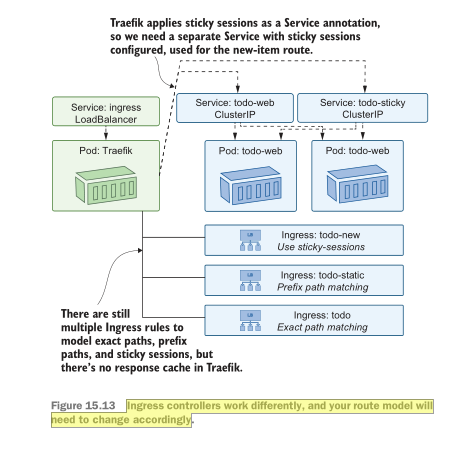 Traefik applies sticky sessions as a Service annotation,
so we need a separate Service with sticky sessions
configured, used for the new-item route.
Service: ingress
LoadBalancer
Service: todo-web
ClusterIP
Service: todo-sticky
ClusterIP
Pod: Traefik
Pod: todo-web
Pod: todo-web
LB
Ingress: todo-new
Use sticky-sessions
LB
Ingress: todo-static
Prefix path matching
LB
Ingress: todo
Exact path matching
There are still
multiple Ingress rules to
model exact paths, prefix
paths, and sticky sessions, but
there's no response cache in Traefik.
Figure 15.13 Ingress controllers work differently, and your route model will
need to change accordingly.